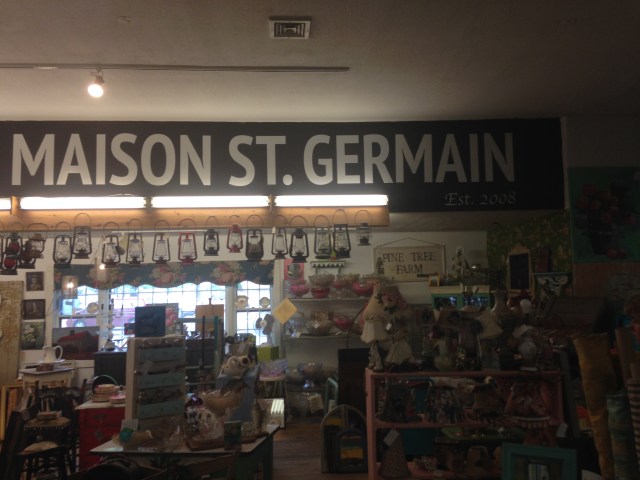 MAISON ST. GERMAIN
Est. 2008
PINE TREE
FARM